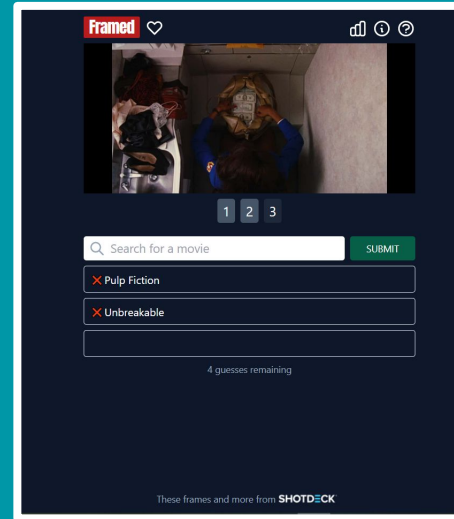 Framed
1 2 3
Search for a movie SUBMIT
Pulp Fiction
Unbreakable
4 guesses remaining
These frames and more from SHOTDECK